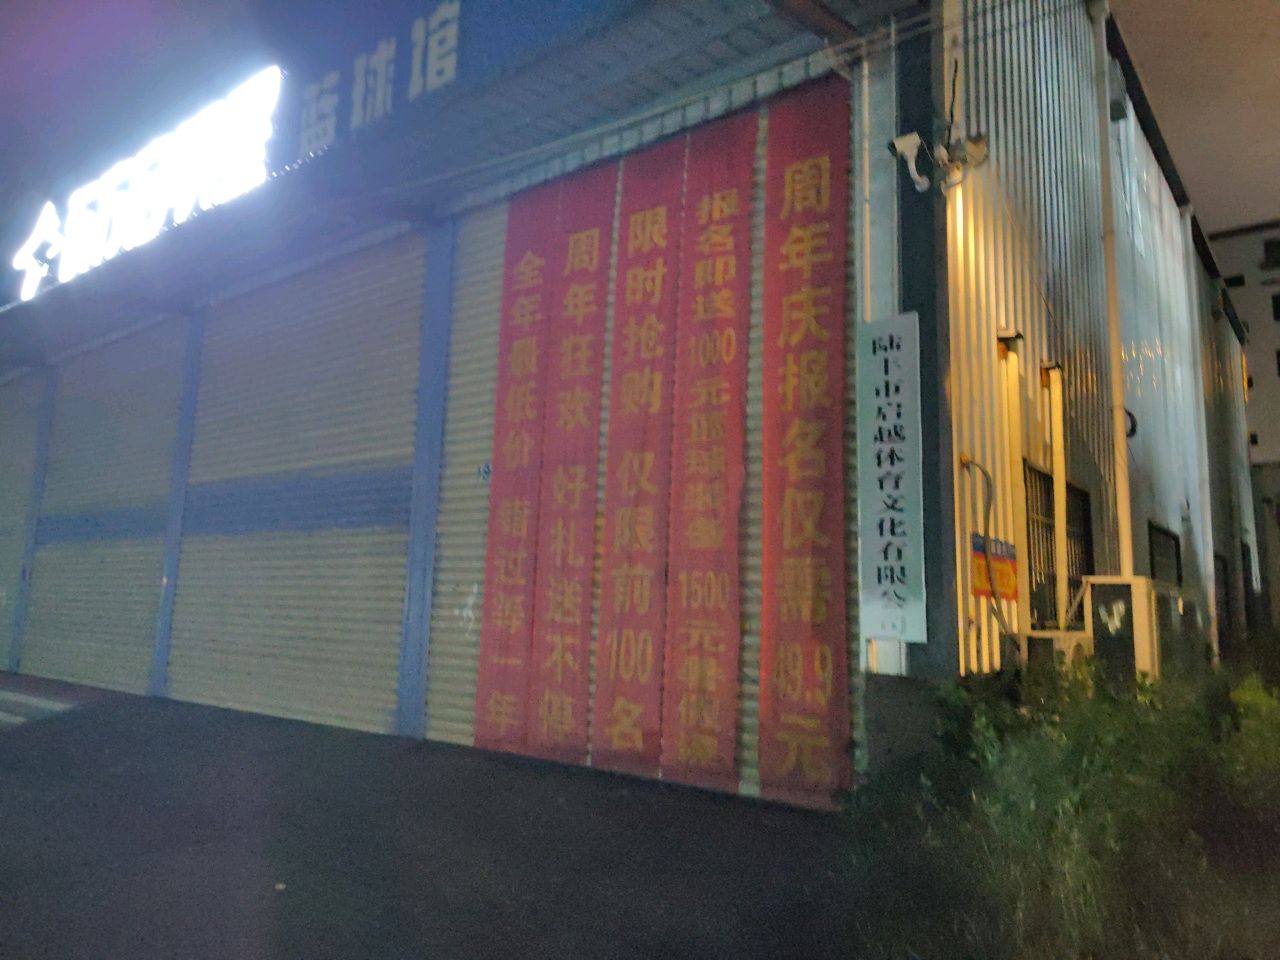 篮球馆
周年庆报名仅需49.9元
报名即送1000元篮球装备 1500元暑假课
限时抢购 仅限前100名
周年狂欢 好礼送不停
全年最低价 错过等一年
陆丰市启越体育文化有限公司